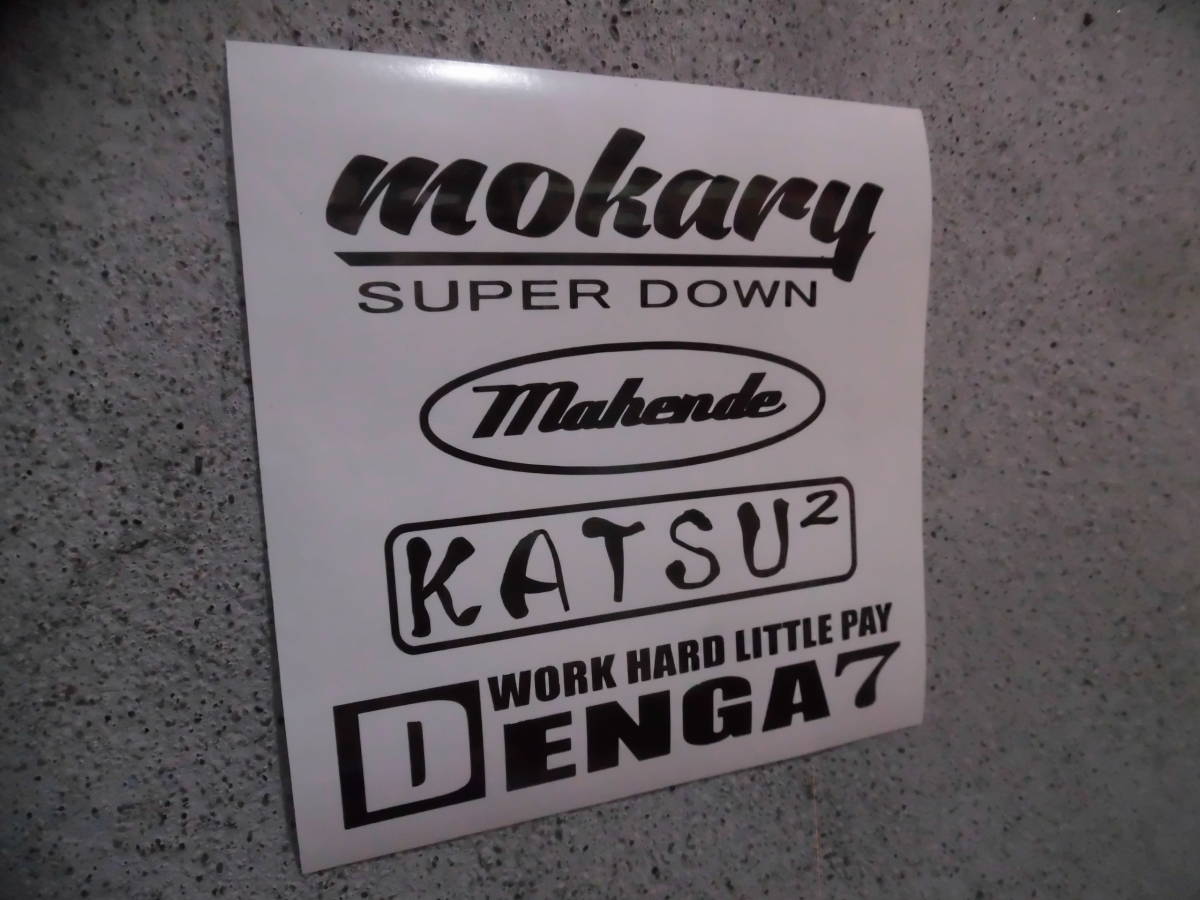 mokary
SUPER DOWN
Mahende
KATSU²
WORK HARD LITTLE PAY
DENGA7